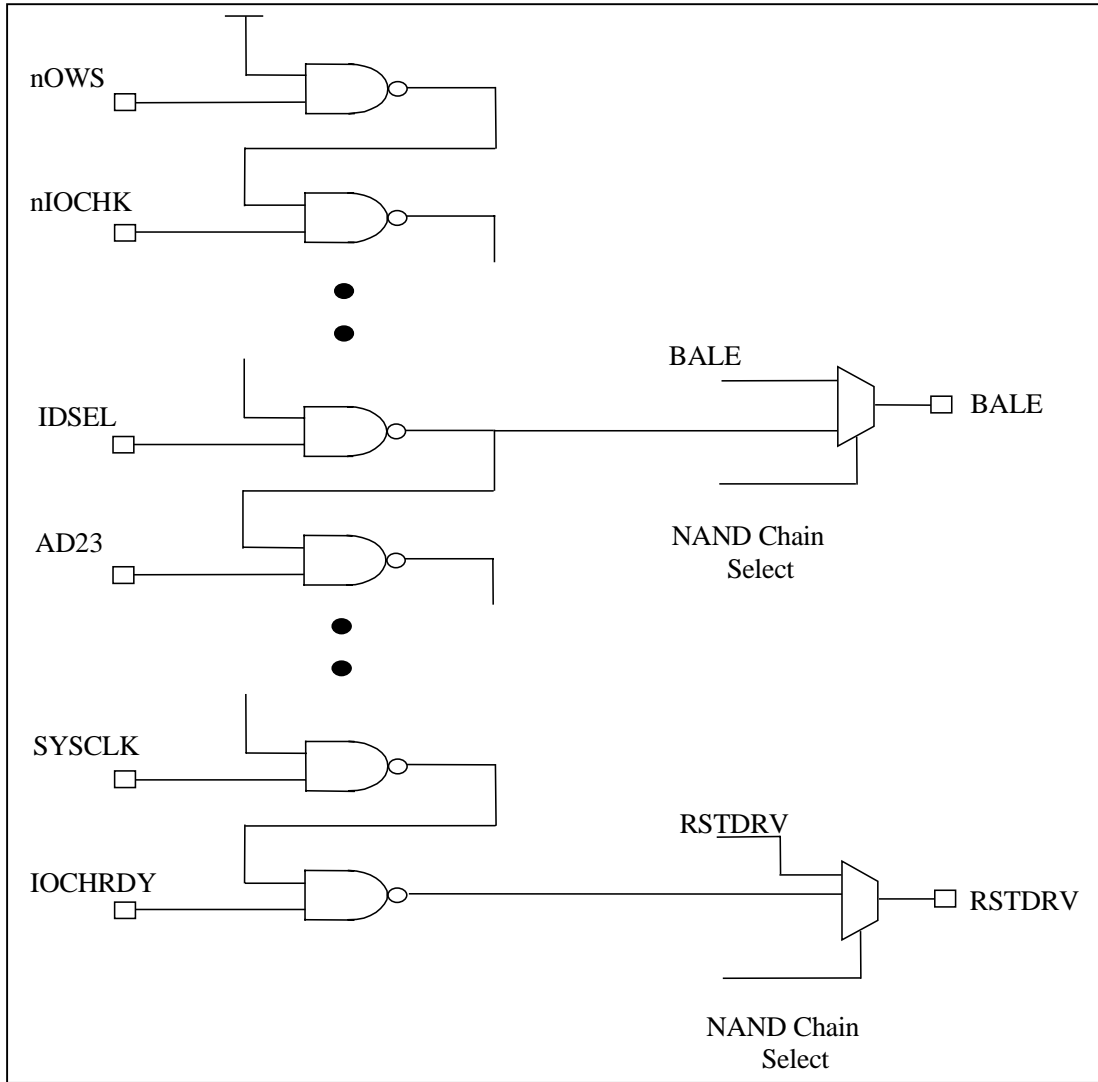 nOWS
nIOCHK
BALE
BALE
IDSEL
NAND Chain
Select
AD23
SYSCLK
RSTDRV
IOCHRDY
RSTDRV
NAND Chain
Select